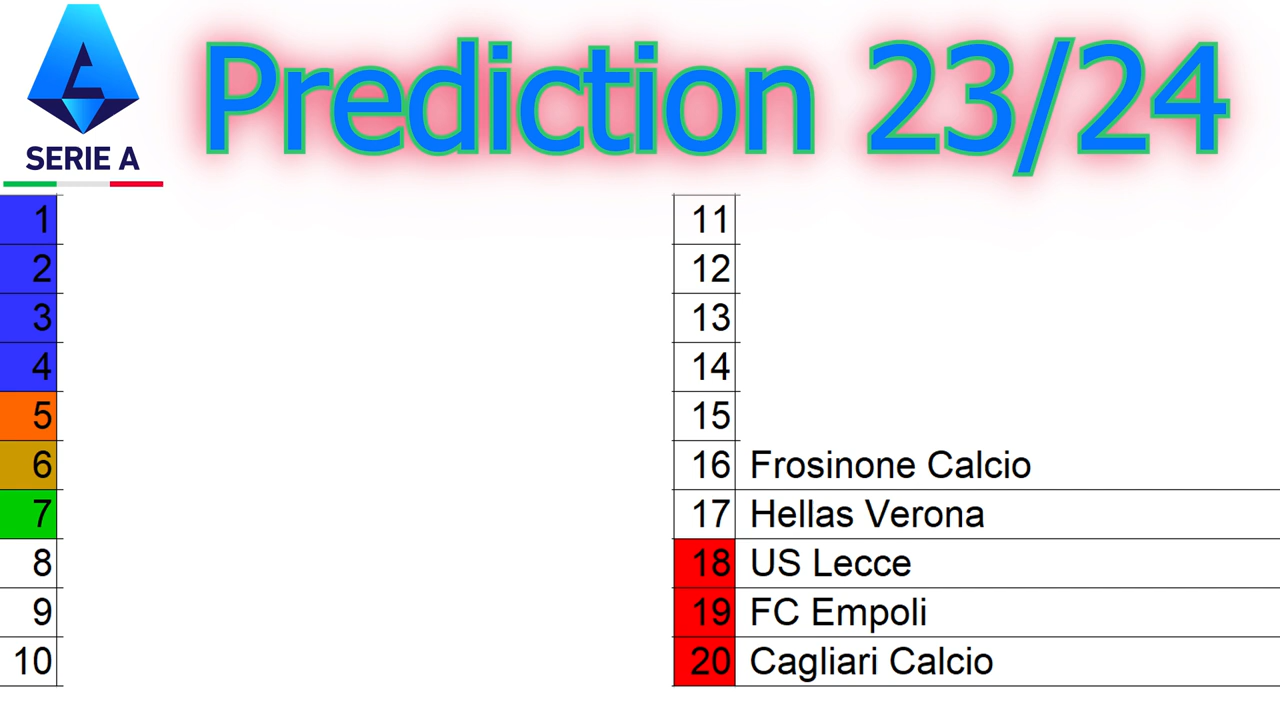 SERIE A
Prediction 23/24
1
2
3
4
5
6
7
8
9
10
11
12
13
14
15
16 Frosinone Calcio
17 Hellas Verona
18 US Lecce
19 FC Empoli
20 Cagliari Calcio